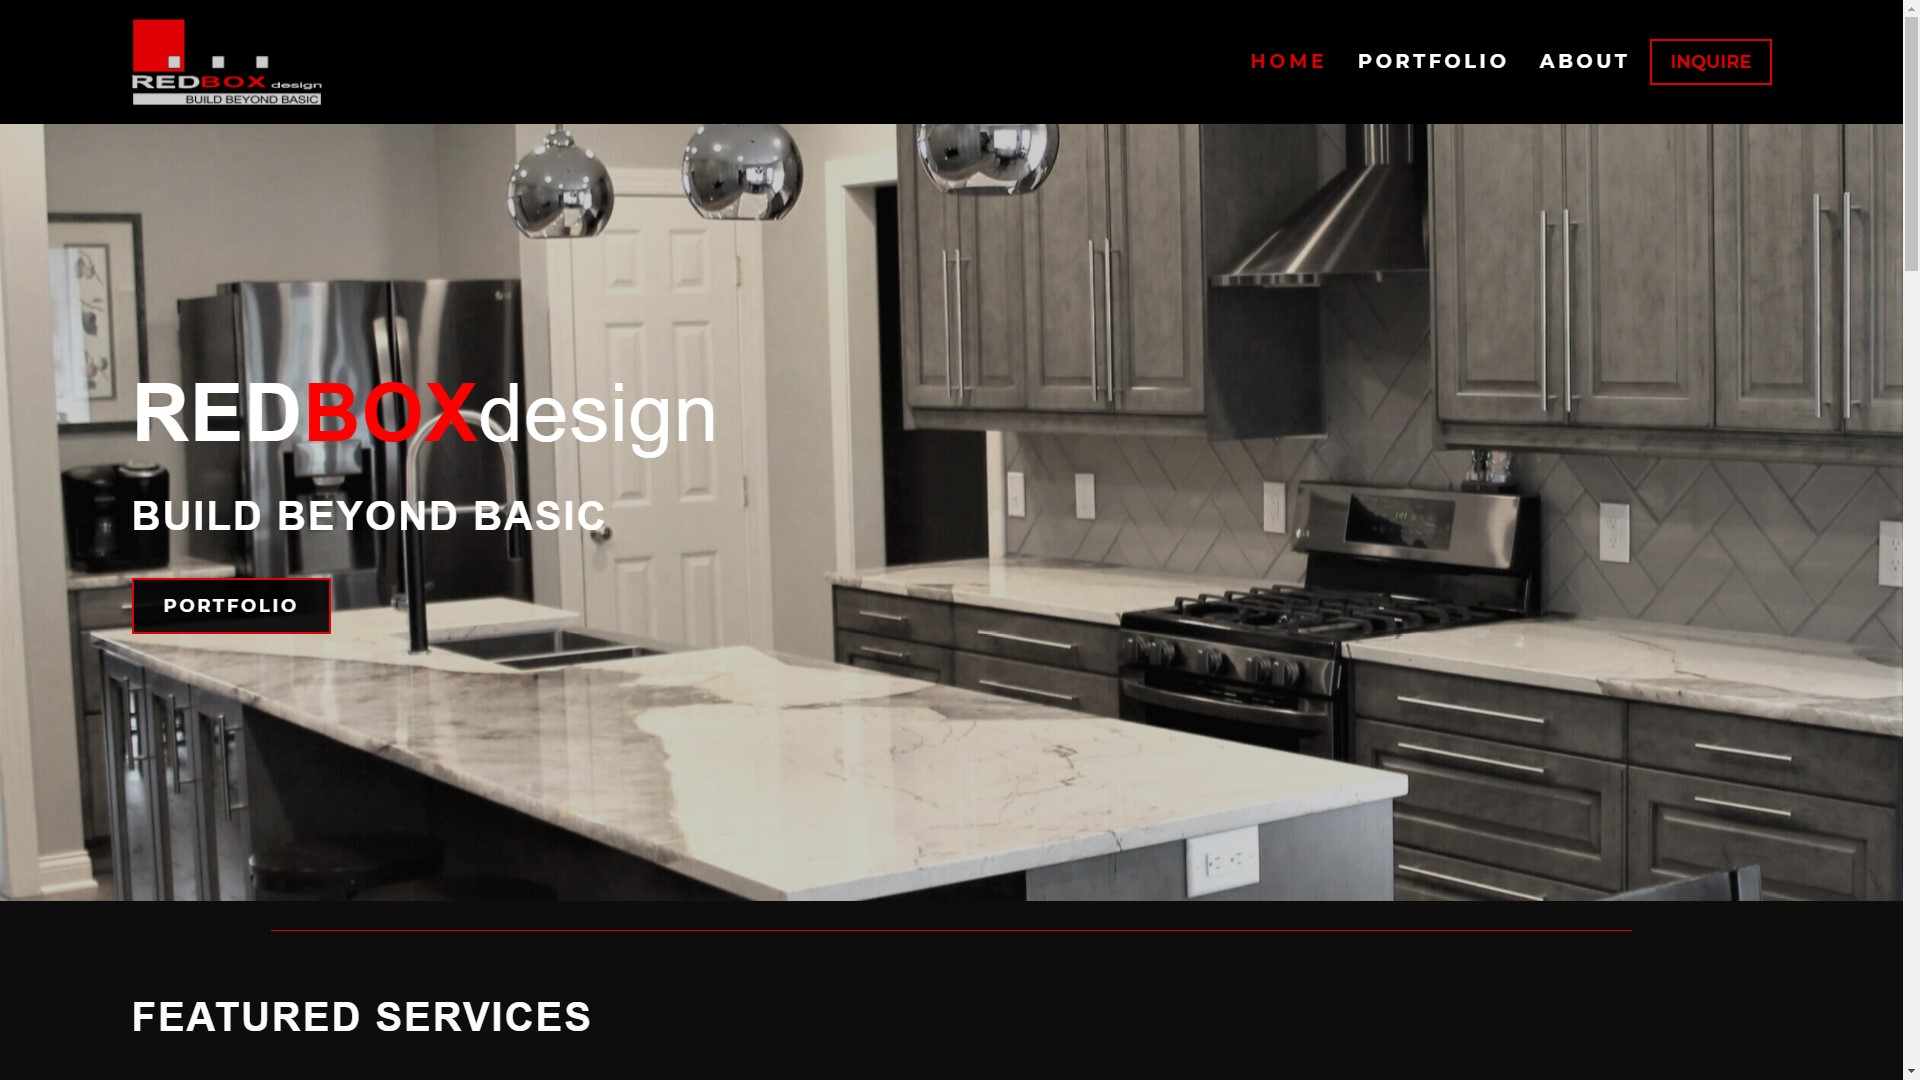 REDBOX design
BUILD BEYOND BASIC
HOME PORTFOLIO ABOUT INQUIRE
REDBOXdesign
BUILD BEYOND BASIC
PORTFOLIO
FEATURED SERVICES